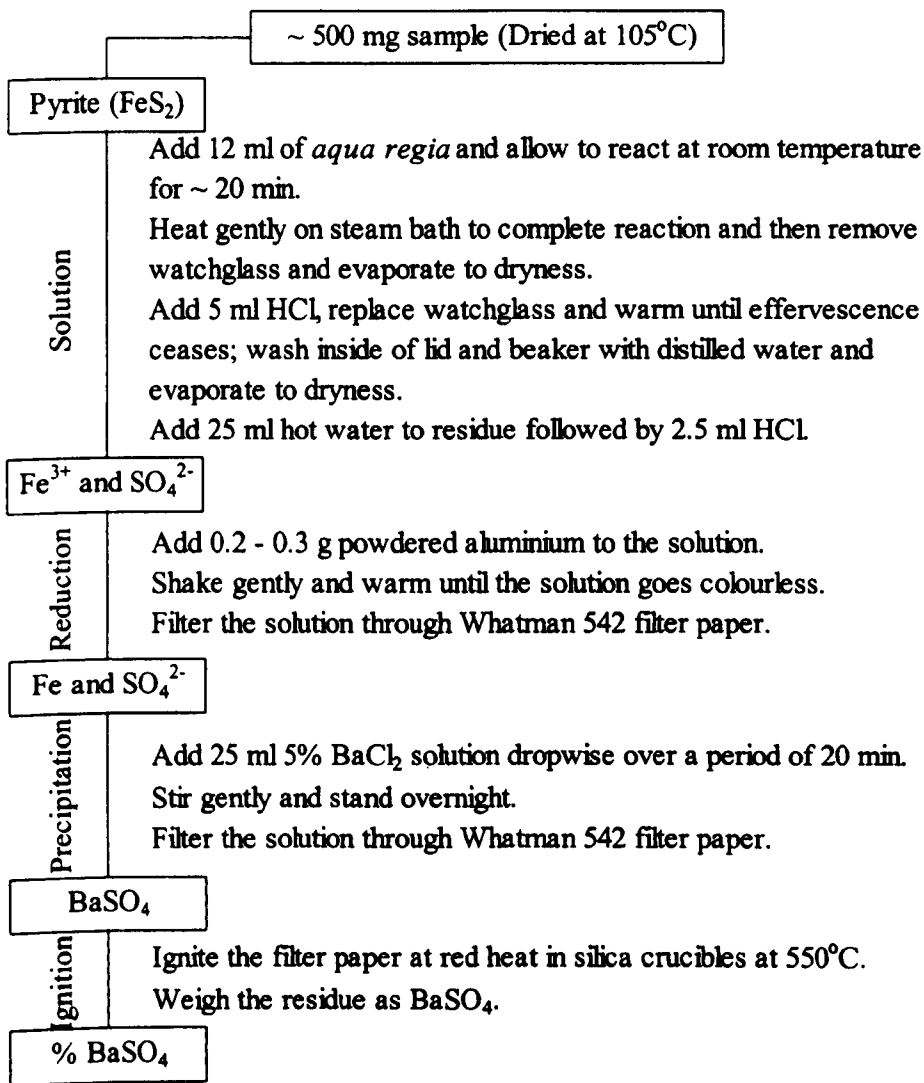 ~ 500 mg sample (Dried at 105°C)
Pyrite (FeS₂)
Solution
Add 12 ml of aqua regia and allow to react at room temperature
for ~ 20 min.
Heat gently on steam bath to complete reaction and then remove
watchglass and evaporate to dryness.
Add 5 ml HCl, replace watchglass and warm until effervescence
ceases; wash inside of lid and beaker with distilled water and
evaporate to dryness.
Add 25 ml hot water to residue followed by 2.5 ml HCl.
Fe³⁺ and SO₄²⁻
Reduction
Add 0.2 - 0.3 g powdered aluminium to the solution.
Shake gently and warm until the solution goes colourless.
Filter the solution through Whatman 542 filter paper.
Fe and SO₄²⁻
Precipitation
Add 25 ml 5% BaCl₂ solution dropwise over a period of 20 min.
Stir gently and stand overnight.
Filter the solution through Whatman 542 filter paper.
BaSO₄
Ignition
Ignite the filter paper at red heat in silica crucibles at 550°C.
Weigh the residue as BaSO₄.
% BaSO₄